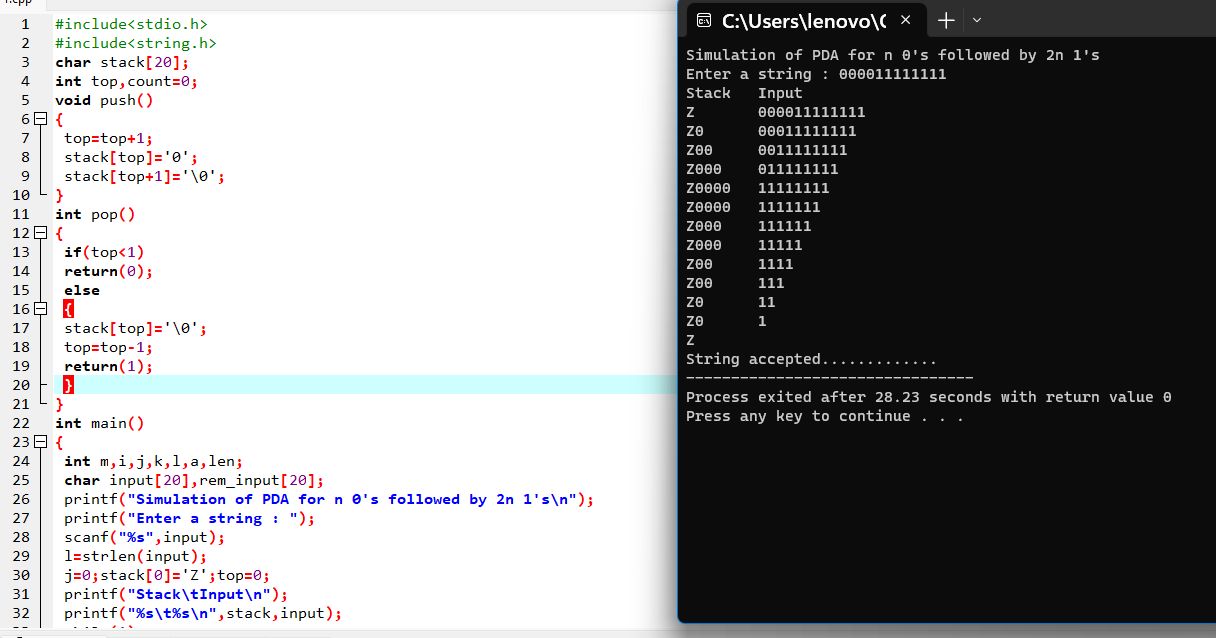 1 #include<stdio.h>
2 #include<string.h>
3 char stack[20];
4 int top,count=0;
5 void push()
6 {
7 top=top+1;
8 stack[top]='0';
9 stack[top+1]='\0';
10 }
11 int pop()
12 {
13 if(top<1)
14 return(0);
15 else
16 {
17 stack[top]='\0';
18 top=top-1;
19 return(1);
20 }
21 }
22 int main()
23 {
24 int m,i,j,k,l,a,len;
25 char input[20],rem_input[20];
26 printf("Simulation of PDA for n 0's followed by 2n 1's\n");
27 printf("Enter a string : ");
28 scanf("%s",input);
29 l=strlen(input);
30 j=0;stack[0]='Z';top=0;
31 printf("Stack\tInput\n");
32 printf("%s\t%s\n",stack,input);
C:\Users\lenovo\
Simulation of PDA for n 0's followed by 2n 1's
Enter a string : 000011111111
Stack Input
Z 000011111111
Z0 00011111111
Z00 0011111111
Z000 011111111
Z0000 11111111
Z0000 1111111
Z000 111111
Z000 11111
Z00 1111
Z00 111
Z0 11
Z0 1
Z
String accepted.............
--------------------------------
Process exited after 28.23 seconds with return value 0
Press any key to continue . . .